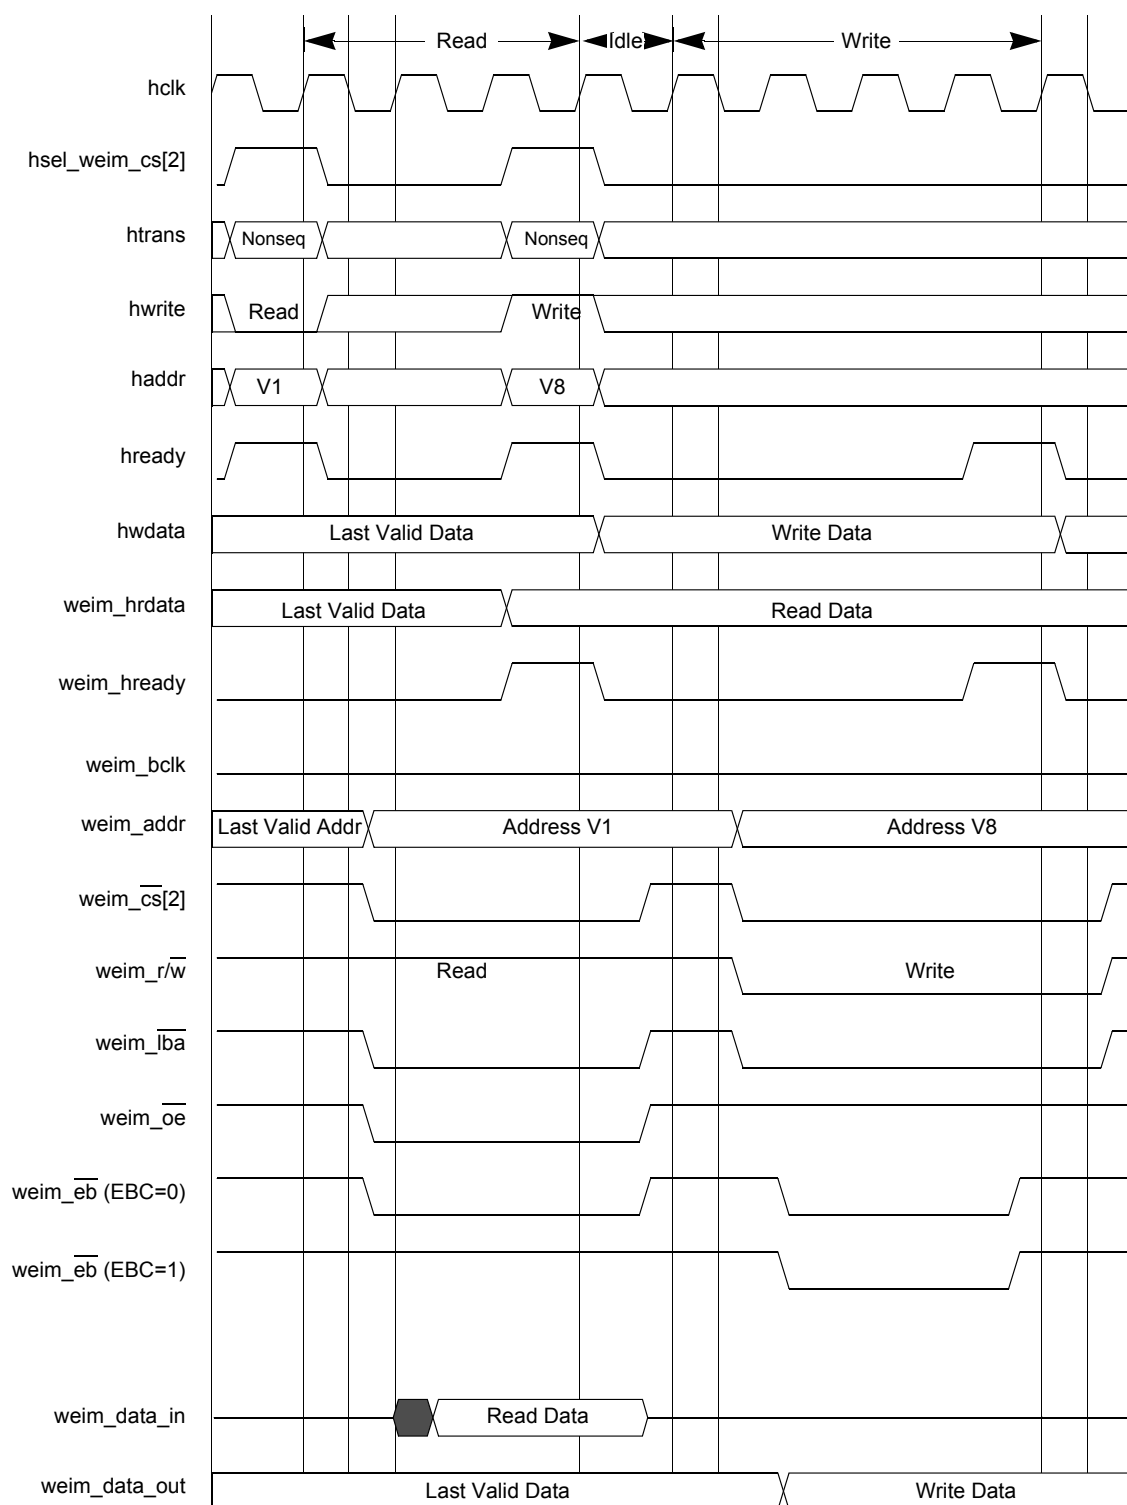 Read Idle Write
hclk
hsel_weim_cs[2]
htrans Nonseq Nonseq
hwrite Read Write
haddr V1 V8
hready
hwdata Last Valid Data Write Data
weim_hrdata Last Valid Data Read Data
weim_hready
weim_bclk
weim_addr Last Valid Addr Address V1 Address V8
weim_cs[2]
weim_r/w Read Write
weim_lba
weim_oe
weim_eb (EBC=0)
weim_eb (EBC=1)
weim_data_in Read Data
weim_data_out Last Valid Data Write Data